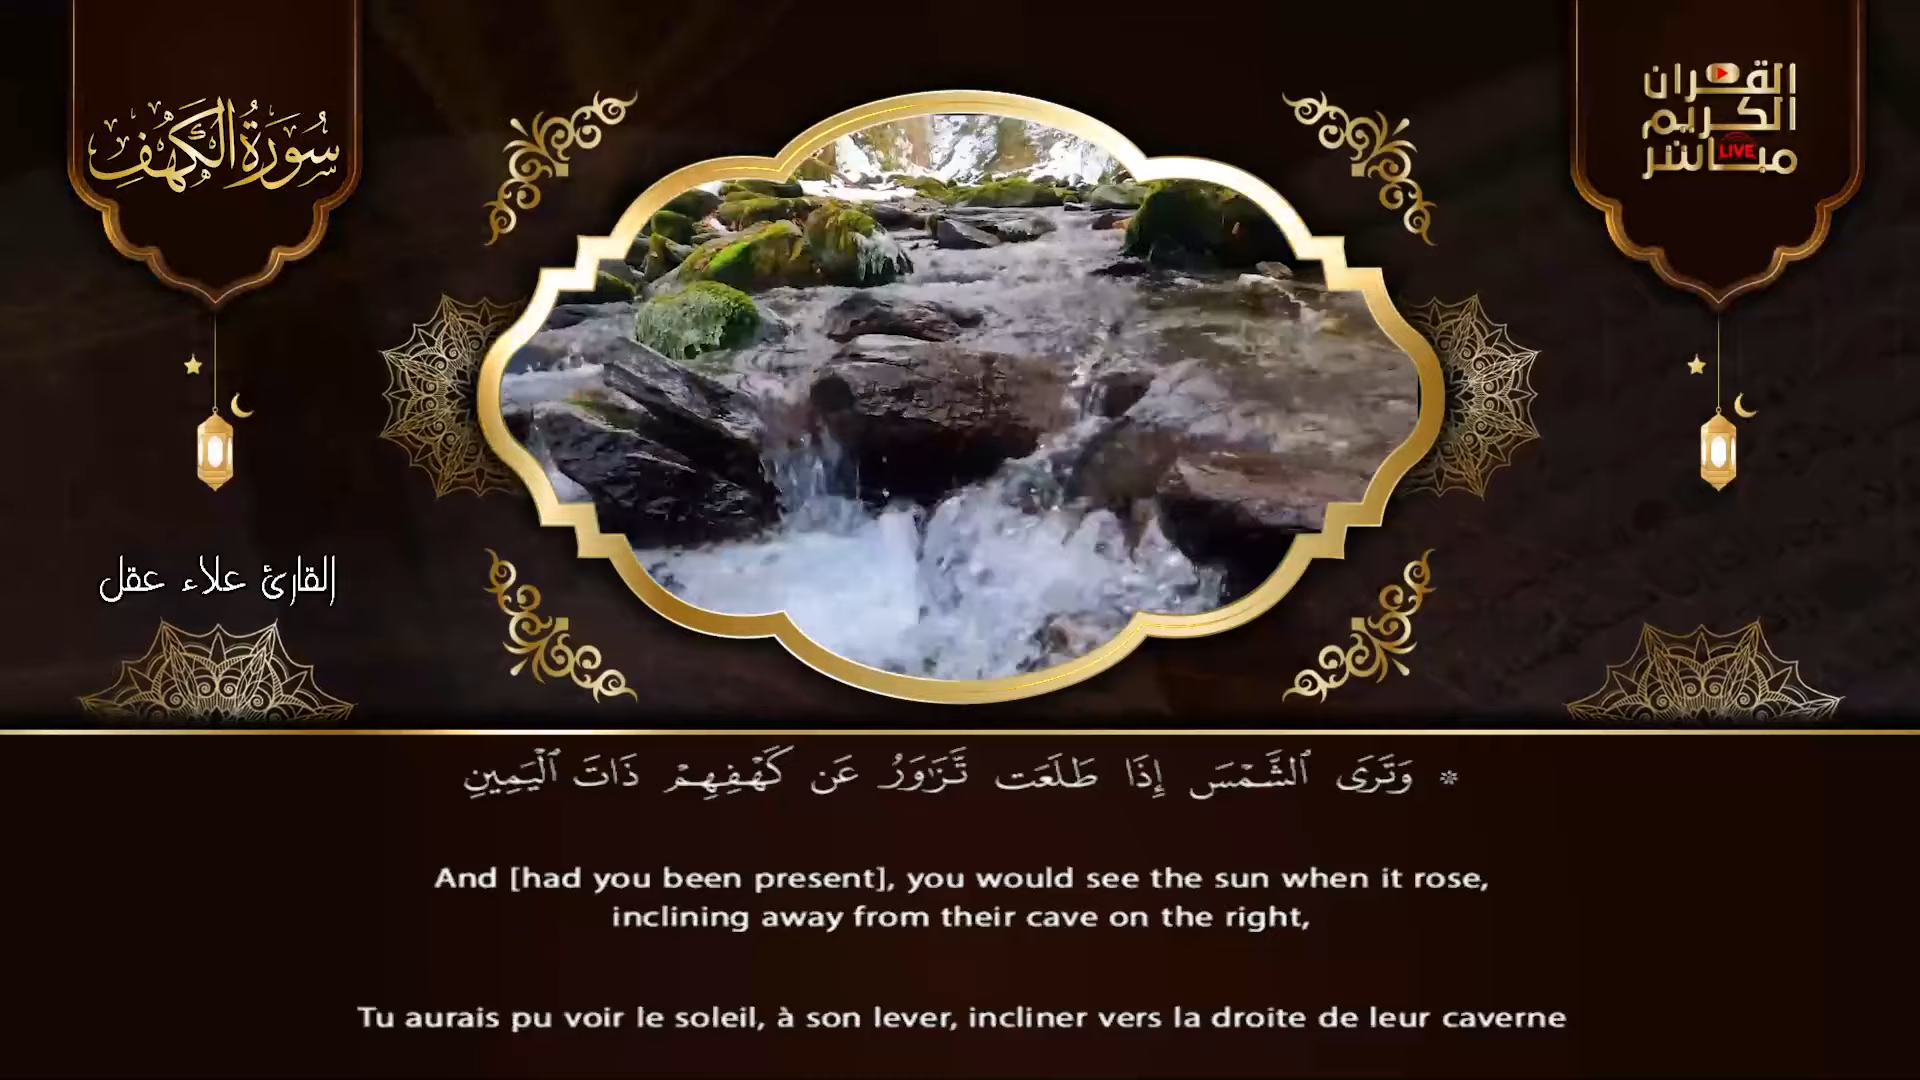 سُورَةُ الْكَهْفِ
القرآن
الكريم
مباشر
LIVE
القارئ علاء عقل
* وَتَرَى ٱلشَّمْسَ إِذَا طَلَعَت تَّزَٰوَرُ عَن كَهْفِهِمْ ذَاتَ ٱلْيَمِينِ
And [had you been present], you would see the sun when it rose,
inclining away from their cave on the right,
Tu aurais pu voir le soleil, à son lever, incliner vers la droite de leur caverne